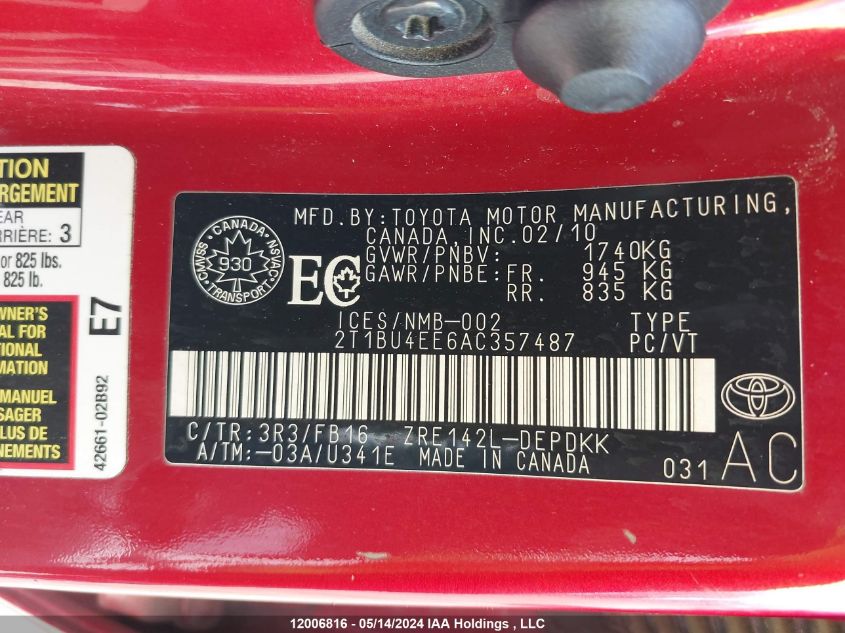 TION
RGEMENT
EAR
RRIÈRE: 3
or 825 lbs.
825 lb.
WNER'S
AL FOR
TIONAL
RMATION
E MANUEL
SAGER
LUS DE
NEMENTS
E7
42661-02B92
CANADA
CMVSS
NSVAC
930
TRANSPORT
EC
MFD.BY:TOYOTA MOTOR MANUFACTURING,
CANADA,INC.02/10
GVWR/PNBV: 1740KG
GAWR/PNBE:FR. 945 KG
RR. 835 KG
ICES/NMB-002 TYPE
2T1BU4EE6AC357487 PC/VT
C/TR:3R3/FB16 ZRE142L-DEPDKK
A/TM:-03A/U341E MADE IN CANADA
031 AC
12006816 - 05/14/2024 IAA Holdings , LLC